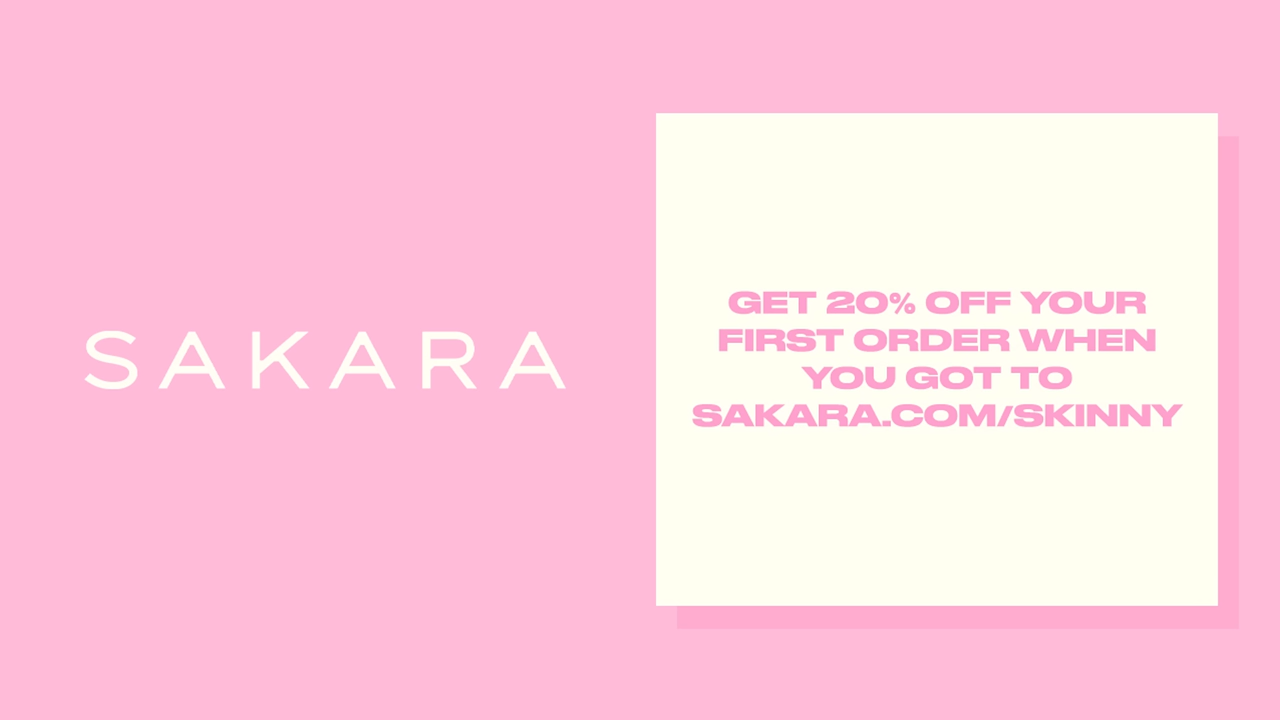 SAKARA
GET 20% OFF YOUR
FIRST ORDER WHEN
YOU GOT TO
SAKARA.COM/SKINNY